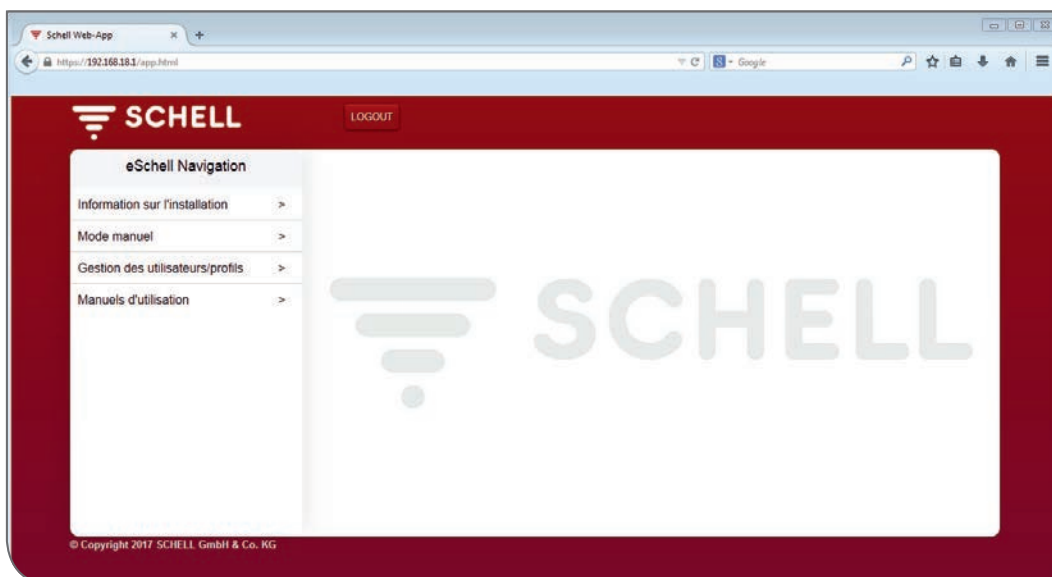 Schell Web-App
https://192.168.18.1/app.html
Google
SCHELL
LOGOUT
eSchell Navigation
Information sur l'installation >
Mode manuel >
Gestion des utilisateurs/profils >
Manuels d'utilisation >
SCHELL
© Copyright 2017 SCHELL GmbH & Co. KG